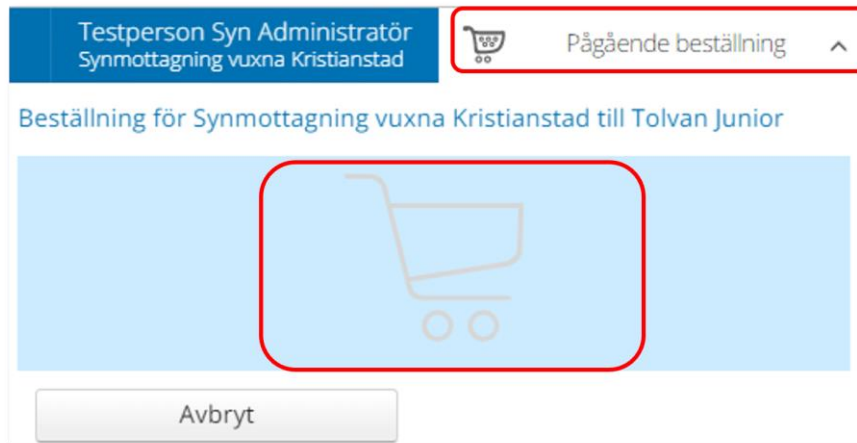 Testperson Syn Administratör
Synmottagning vuxna Kristianstad
Pågående beställning
Beställning för Synmottagning vuxna Kristianstad till Tolvan Junior
Avbryt